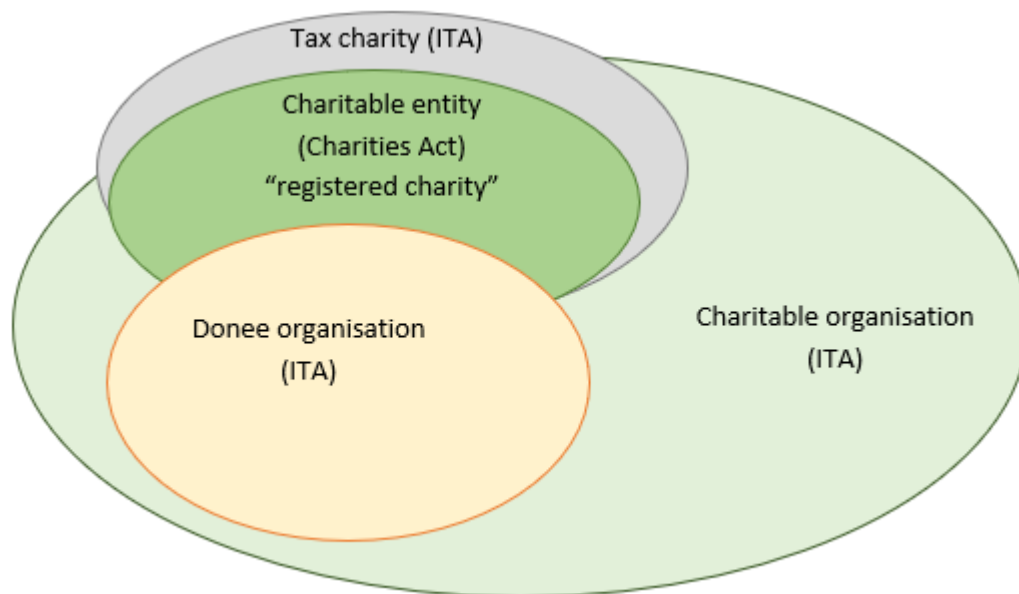 Tax charity (ITA)
Charitable entity
(Charities Act)
“registered charity”
Donee organisation
(ITA)
Charitable organisation
(ITA)